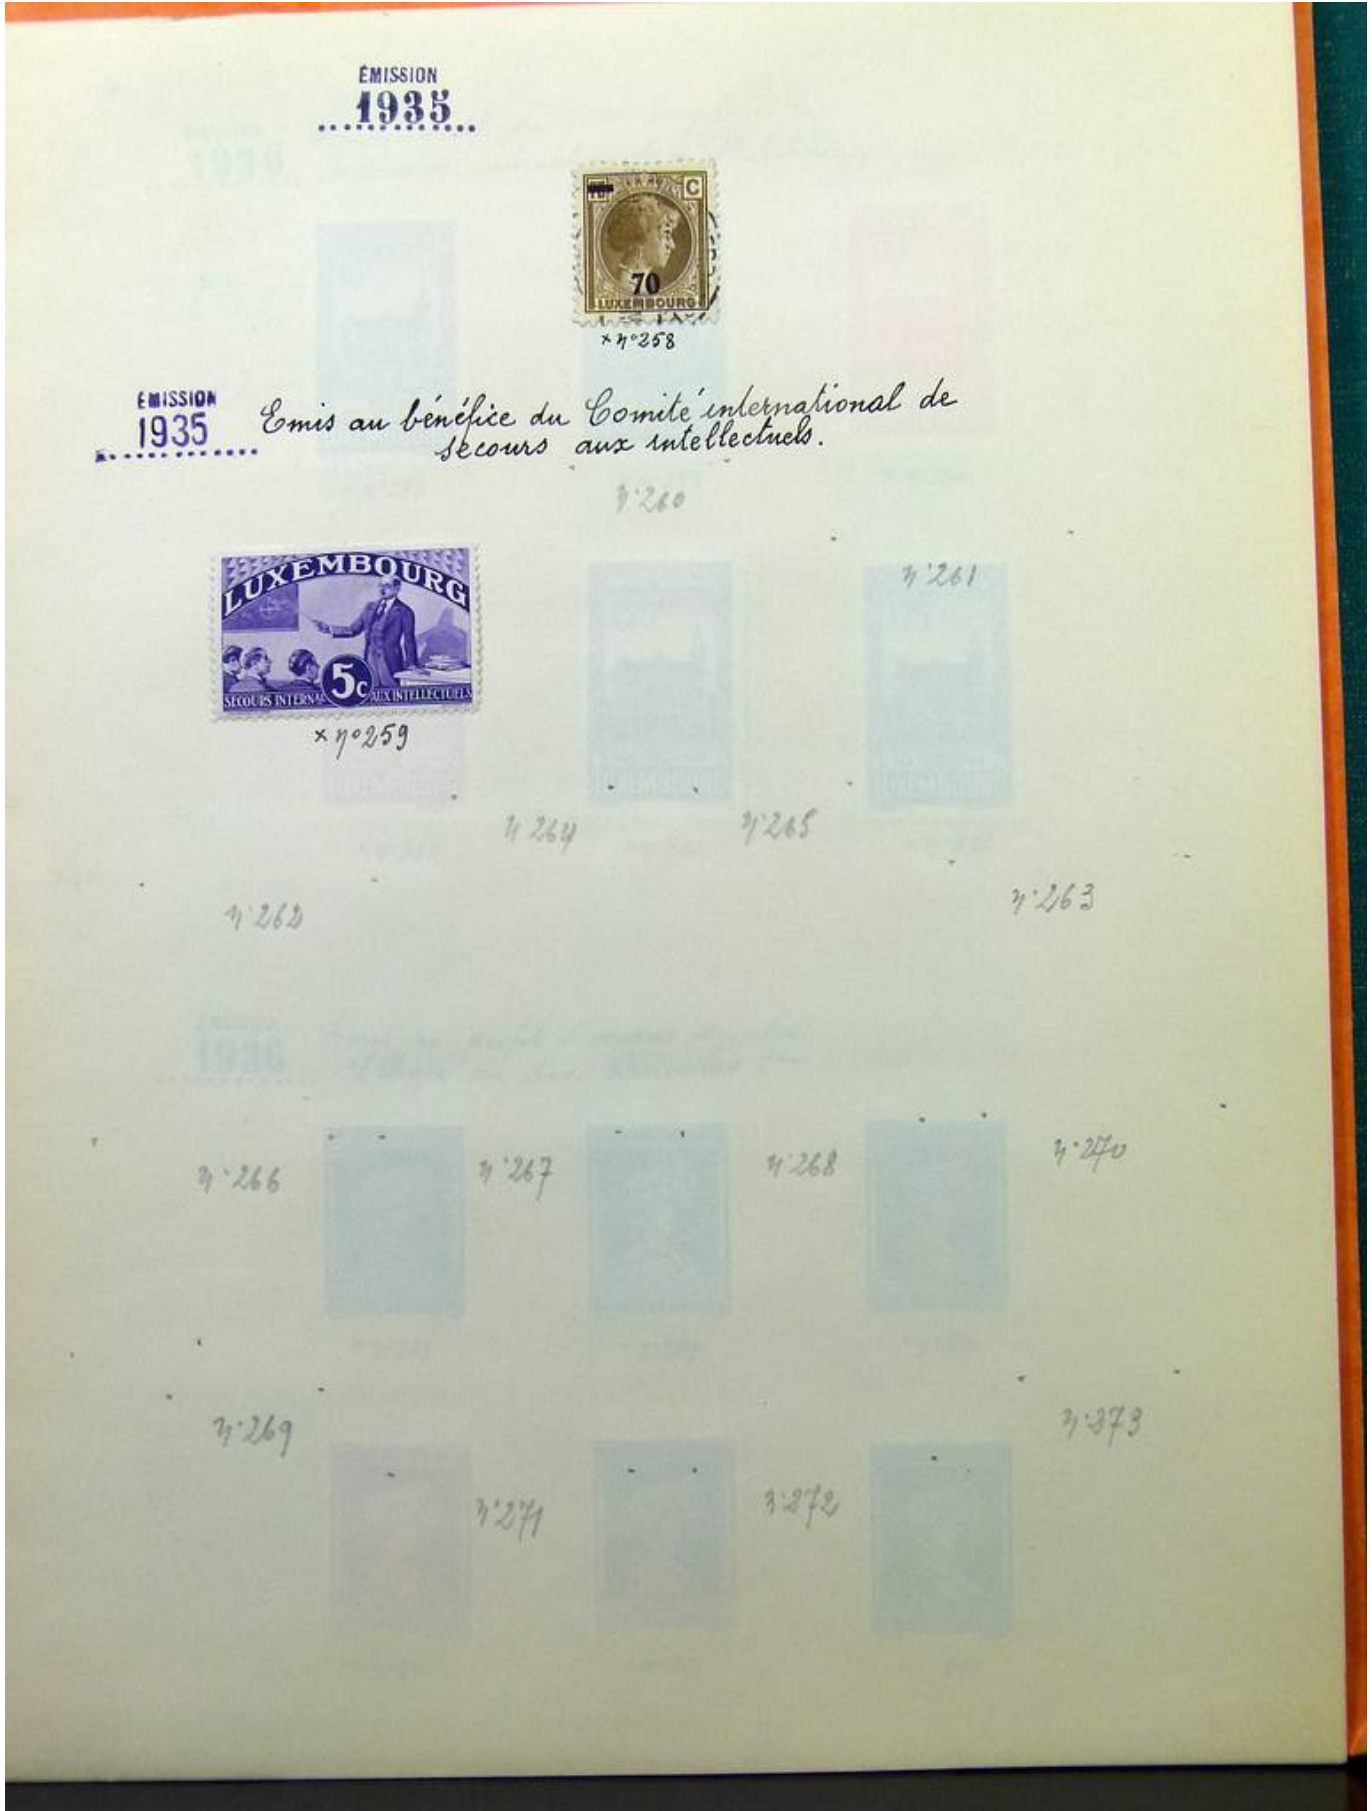 ÉMISSION
1935
C
70
LUXEMBOURG
× n°258
ÉMISSION
1935
Emis au bénéfice du Comité international de
secours aux intellectuels.
n°260
n°261
LUXEMBOURG
5c
SECOURS INTERNAL AUX INTELLECTUELS
× n°259
n°264
n°265
n°262
n°263
n°266
n°267
n°268
n°270
n°269
n°271
n°272
n°373